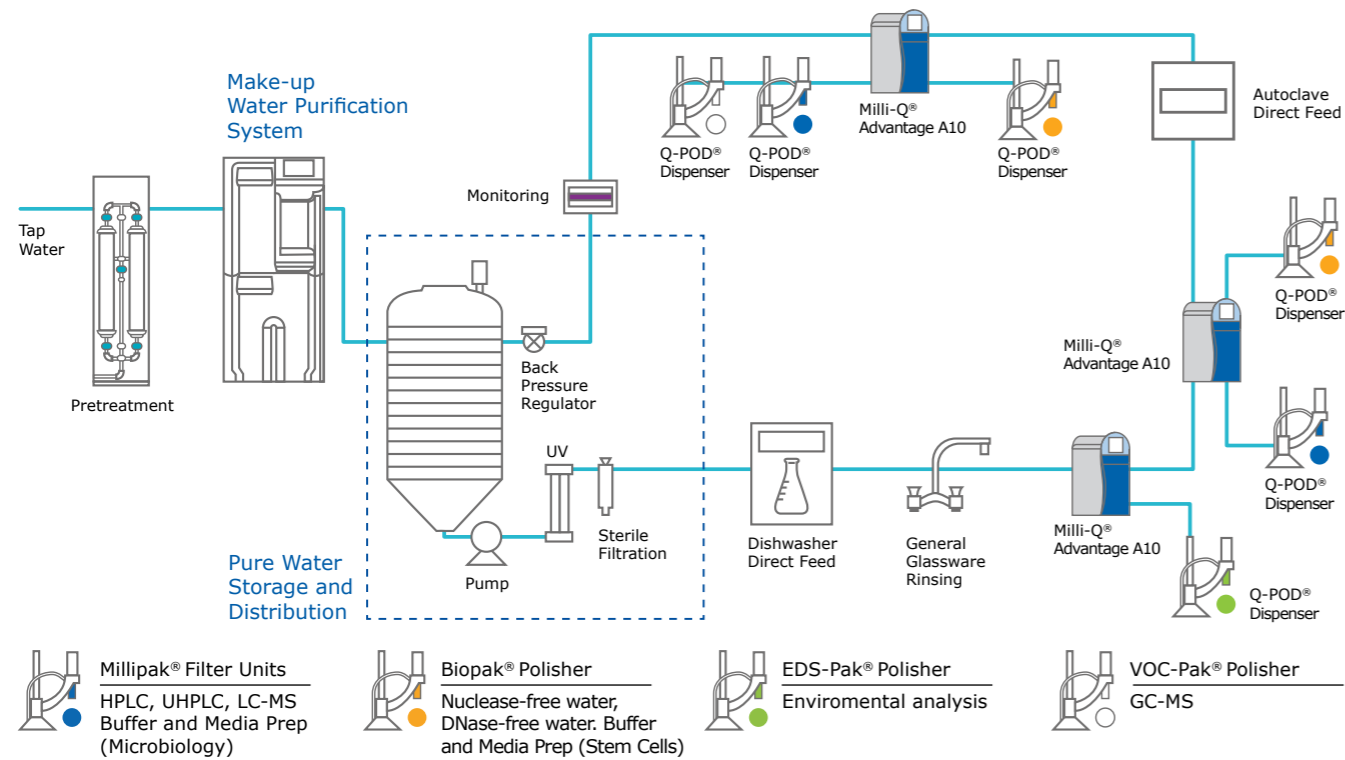 Make-up
Water Purification
System
Tap
Water
Pretreatment
Monitoring
Q-POD®
Dispenser
Q-POD®
Dispenser
Milli-Q®
Advantage A10
Q-POD®
Dispenser
Autoclave
Direct Feed
Q-POD®
Dispenser
Milli-Q®
Advantage A10
Q-POD®
Dispenser
Back
Pressure
Regulator
UV
Sterile
Filtration
Pump
Pure Water
Storage and
Distribution
Dishwasher
Direct Feed
General
Glassware
Rinsing
Milli-Q®
Advantage A10
Q-POD®
Dispenser
Millipak® Filter Units
HPLC, UHPLC, LC-MS
Buffer and Media Prep
(Microbiology)
Biopak® Polisher
Nuclease-free water,
DNase-free water. Buffer
and Media Prep (Stem Cells)
EDS-Pak® Polisher
Enviromental analysis
VOC-Pak® Polisher
GC-MS